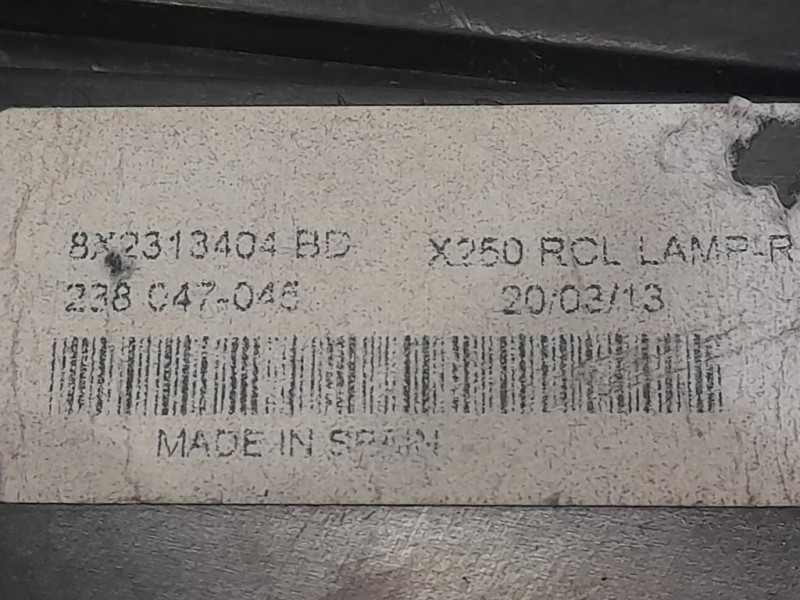 8X2313404 BD X250 RCL LAMP-R
238 047-046 20/03/13
MADE IN SPAIN